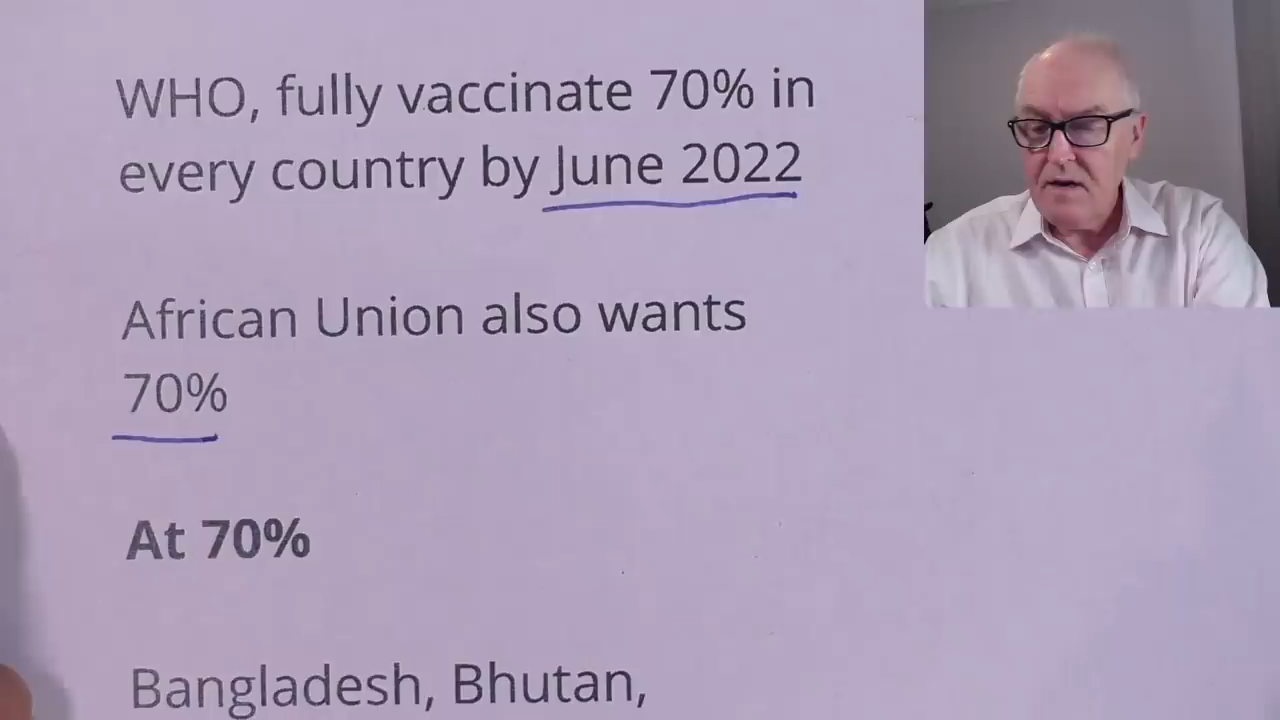 WHO, fully vaccinate 70% in
every country by June 2022
African Union also wants
70%
At 70%
Bangladesh, Bhutan,